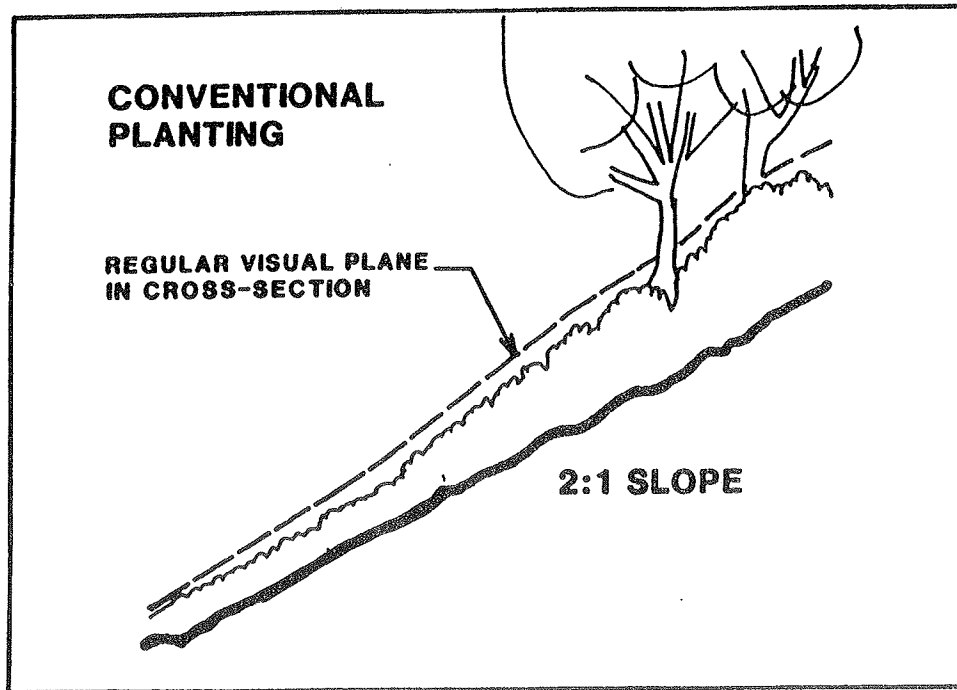 CONVENTIONAL
PLANTING
REGULAR VISUAL PLANE
IN CROSS-SECTION
2:1 SLOPE